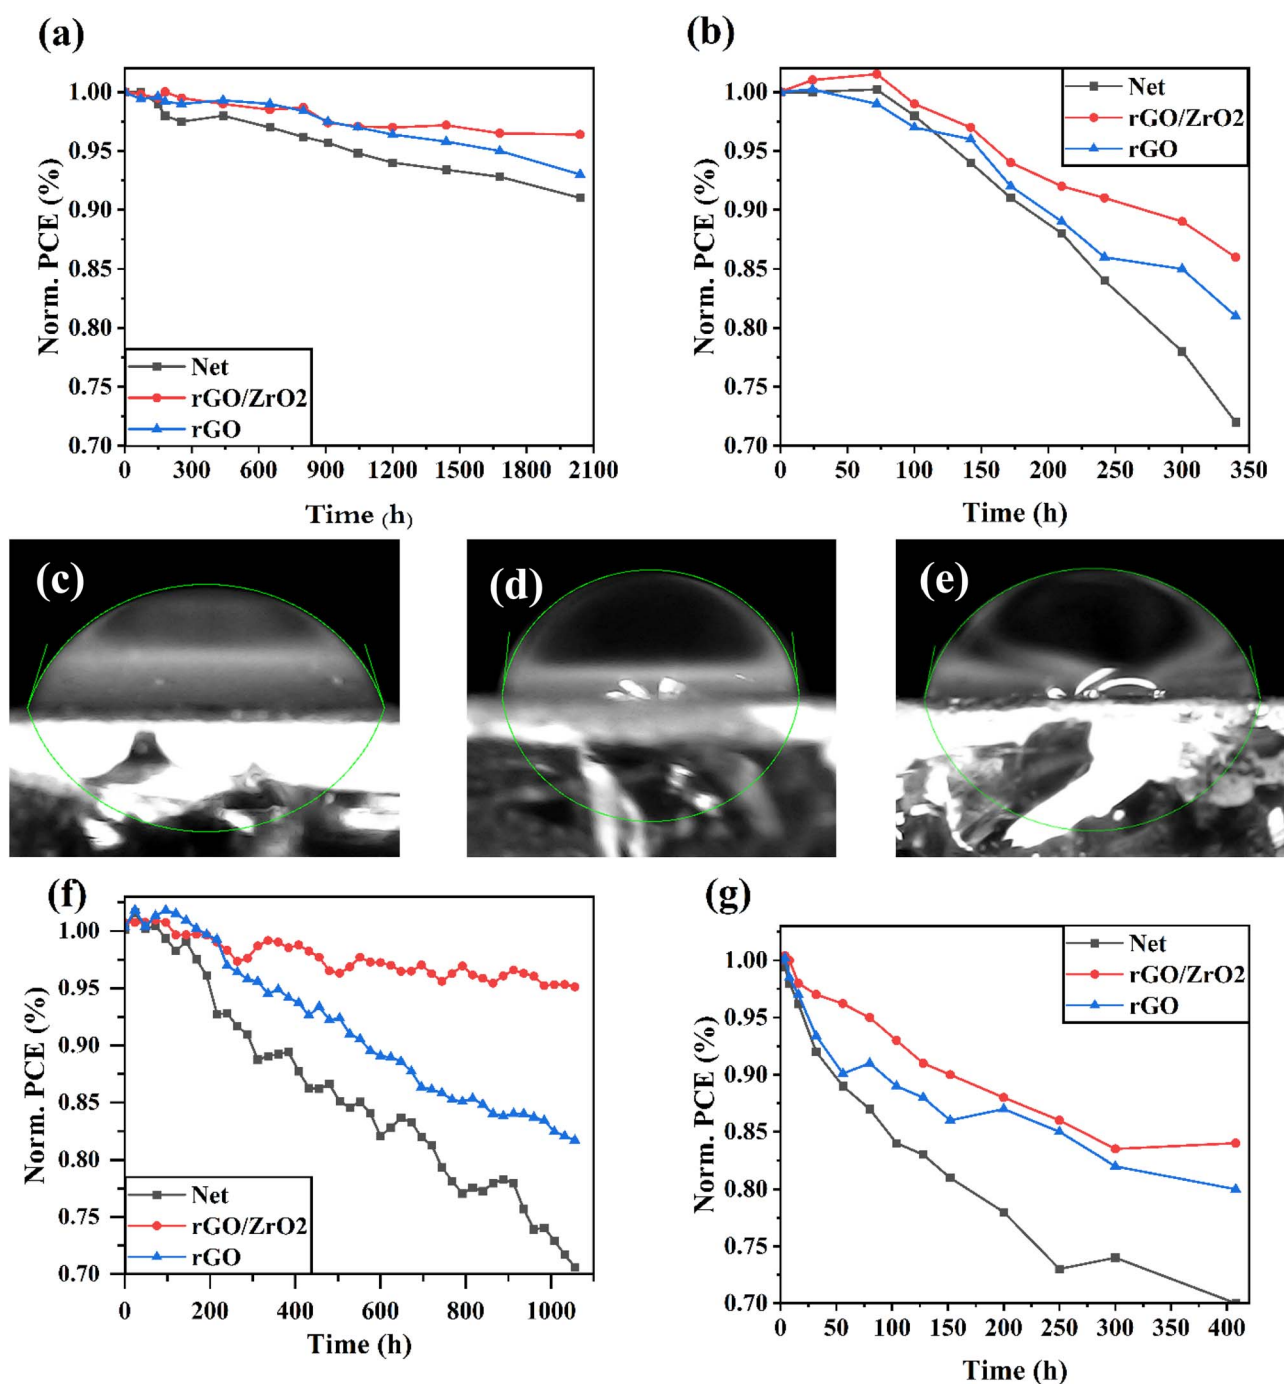 (a)
Norm. PCE (%)
1.00
0.95
0.90
0.85
0.80
0.75
0.70
Net
rGO/ZrO2
rGO
0 300 600 900 1200 1500 1800 2100
Time (h)
(b)
Norm. PCE (%)
1.00
0.95
0.90
0.85
0.80
0.75
0.70
Net
rGO/ZrO2
rGO
0 50 100 150 200 250 300 350
Time (h)
(c)
(d)
(e)
(f)
Norm. PCE (%)
1.00
0.95
0.90
0.85
0.80
0.75
0.70
Net
rGO/ZrO2
rGO
0 200 400 600 800 1000
Time (h)
(g)
Norm. PCE (%)
1.00
0.95
0.90
0.85
0.80
0.75
0.70
Net
rGO/ZrO2
rGO
0 50 100 150 200 250 300 350 400
Time (h)